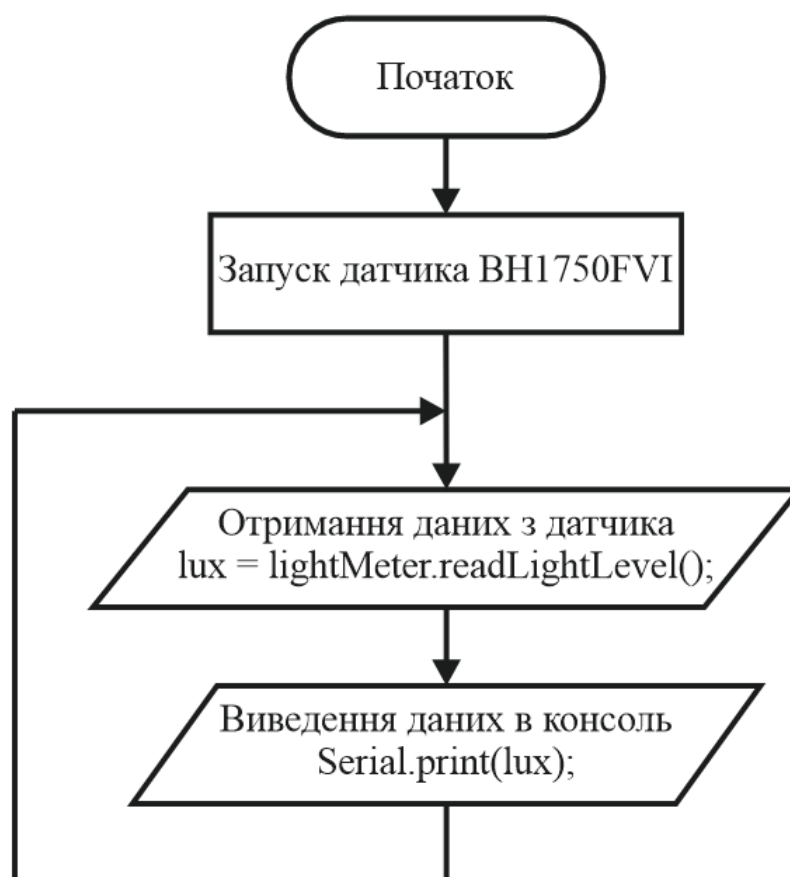 Початок
Запуск датчика BH1750FVI
Отримання даних з датчика
lux = lightMeter.readLightLevel();
Виведення даних в консоль
Serial.print(lux);